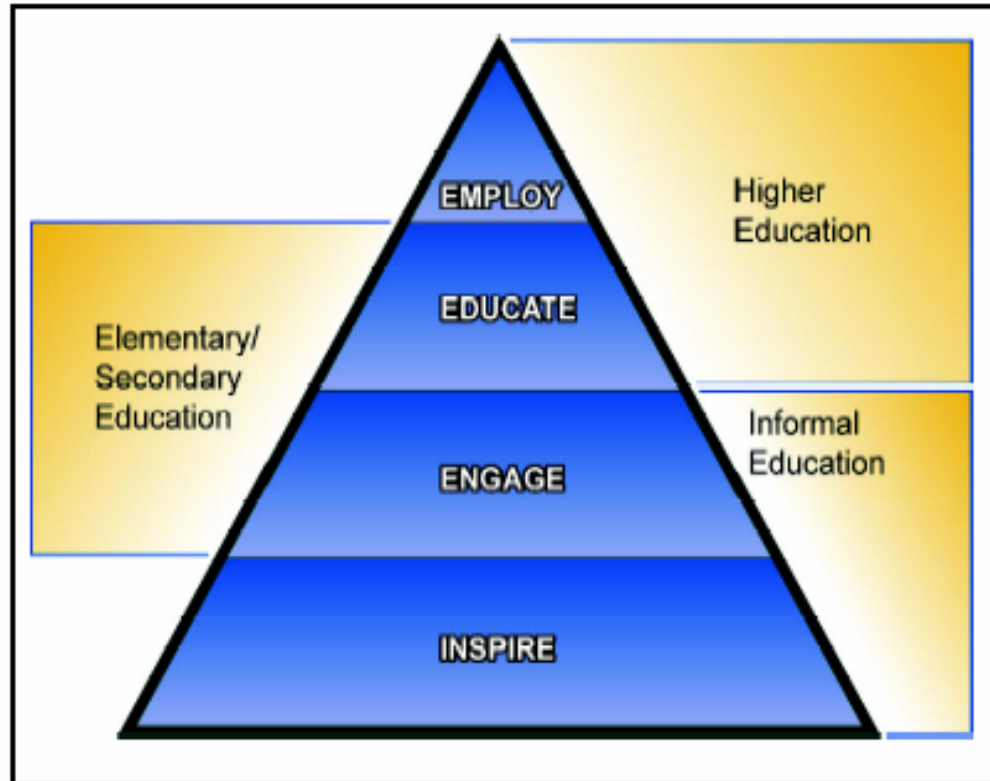 EMPLOY
Higher
Education
EDUCATE
Elementary/
Secondary
Education
Informal
Education
ENGAGE
INSPIRE